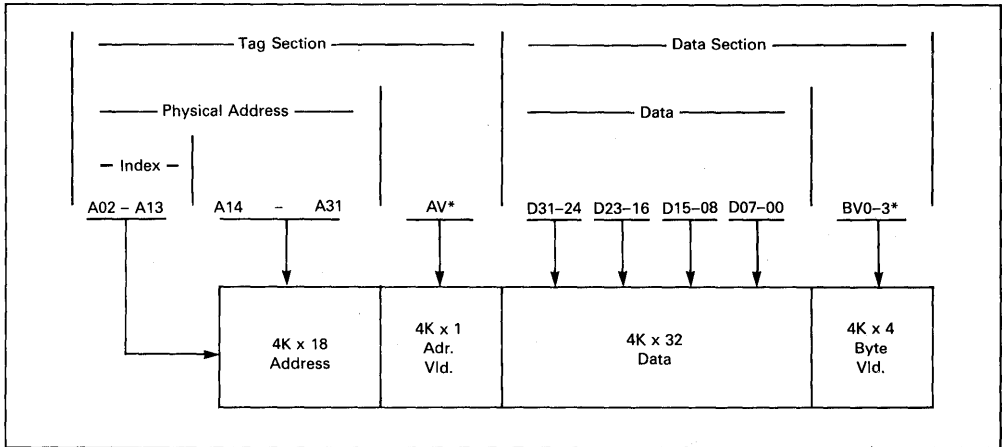 Tag Section
Data Section
Physical Address
Data
Index
A02 – A13
A14 – A31
AV*
D31–24
D23–16
D15–08
D07–00
BV0–3*
4K x 18
Address
4K x 1
Adr.
Vld.
4K x 32
Data
4K x 4
Byte
Vld.